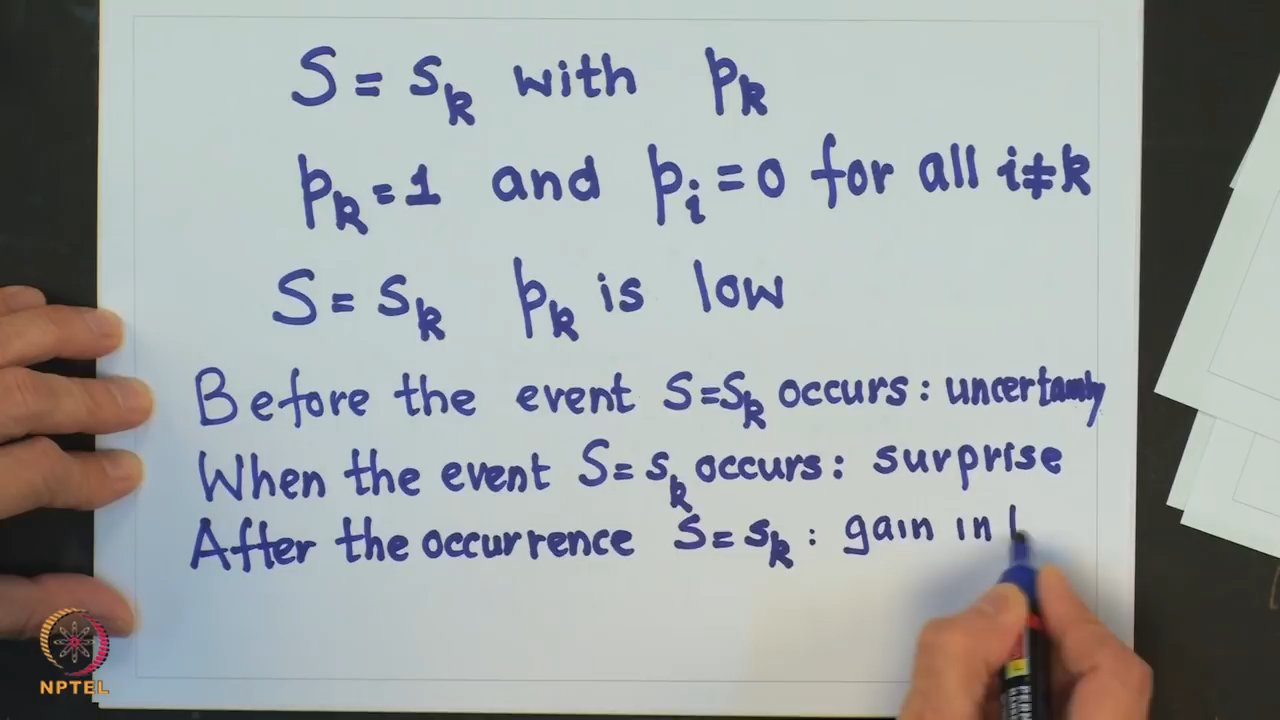 S = s_k with p_k
p_k = 1 and p_i = 0 for all i ≠ k
S = s_k p_k is low
Before the event S = s_k occurs : uncertainty
When the event S = s_k occurs : surprise
After the occurrence S = s_k : gain in
NPTEL